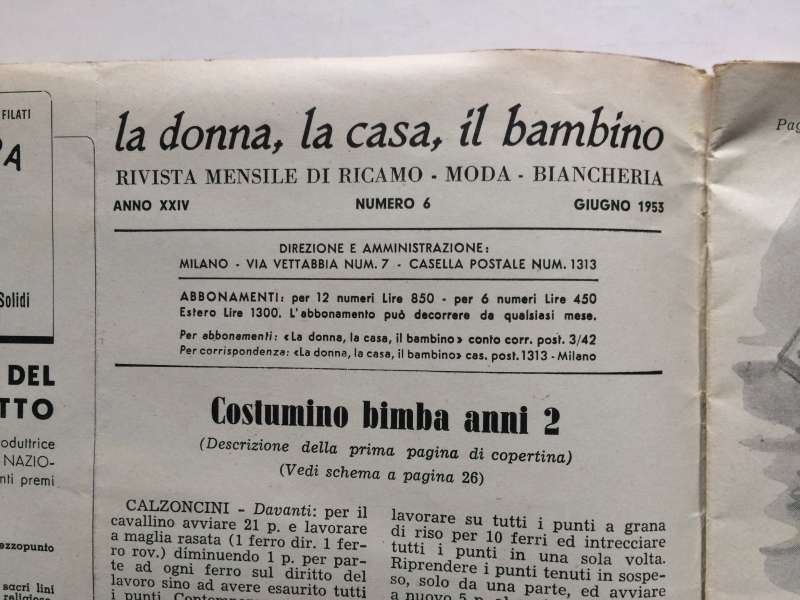 FILATI
Solidi
DEL
TTO
oduttrice
NAZIO-
nti premi
ezzopunto
sacri lini
religiose
la donna, la casa, il bambino
RIVISTA MENSILE DI RICAMO - MODA - BIANCHERIA
ANNO XXIV NUMERO 6 GIUGNO 1953
DIREZIONE E AMMINISTRAZIONE:
MILANO - VIA VETTABBIA NUM. 7 - CASELLA POSTALE NUM. 1313
ABBONAMENTI: per 12 numeri Lire 850 - per 6 numeri Lire 450
Estero Lire 1300. L'abbonamento può decorrere da qualsiasi mese.
Per abbonamenti: «La donna, la casa, il bambino» conto corr. post. 3/42
Per corrispondenza: «La donna, la casa, il bambino» cas. post. 1313 - Milano
Costumino bimba anni 2
(Descrizione della prima pagina di copertina)
(Vedi schema a pagina 26)
CALZONCINI - Davanti: per il
cavallino avviare 21 p. e lavorare
a maglia rasata (1 ferro dir. 1 fer-
ro rov.) diminuendo 1 p. per par-
te ad ogni ferro sul diritto del
lavoro sino ad avere esaurito tutti
i punti.
lavorare su tutti i punti a grana
di riso per 10 ferri ed intrecciare
tutti i punti in una sola volta.
Riprendere i punti tenuti in sospe-
so, solo da una parte, ed avviare
a nuovo 5 p.
Pag